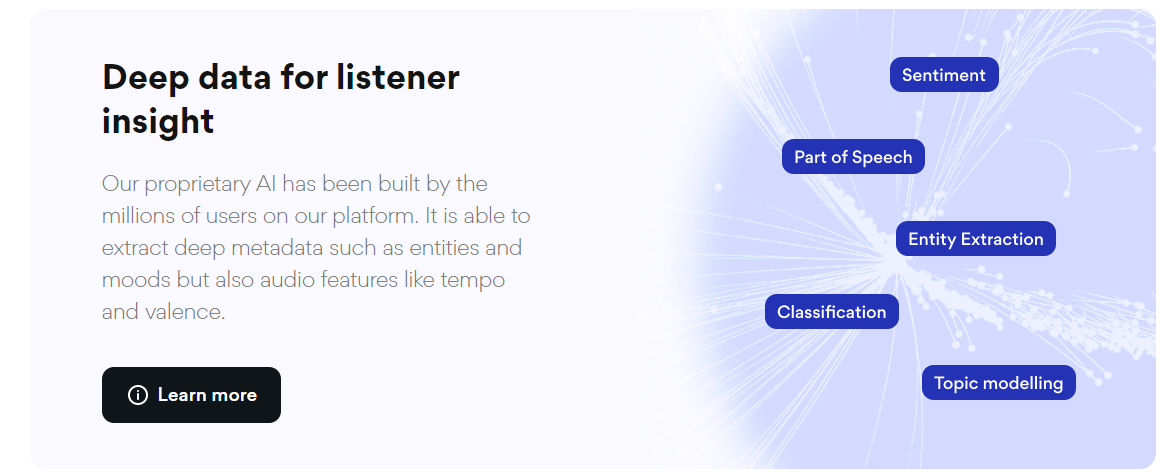 Deep data for listener
insight
Our proprietary AI has been built by the
millions of users on our platform. It is able to
extract deep metadata such as entities and
moods but also audio features like tempo
and valence.
Learn more
Sentiment
Part of Speech
Entity Extraction
Classification
Topic modelling